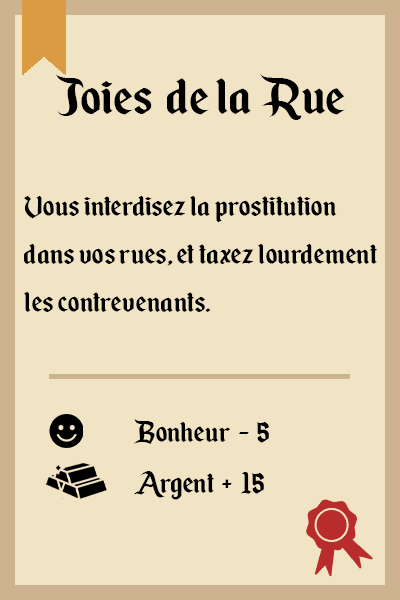 Joies de la Rue
Vous interdisez la prostitution
dans vos rues, et taxez lourdement
les contrevenants.
Bonheur - 5
Argent + 15